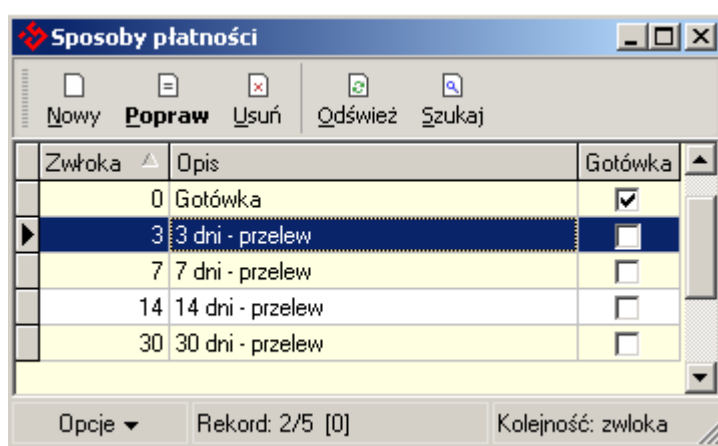 Sposoby płatności
Nowy Popraw Usuń Odśwież Szukaj
Zwłoka Opis Gotówka
0 Gotówka
3 3 dni - przelew
7 7 dni - przelew
14 14 dni - przelew
30 30 dni - przelew
Opcje Rekord: 2/5 [0] Kolejność: zwloka